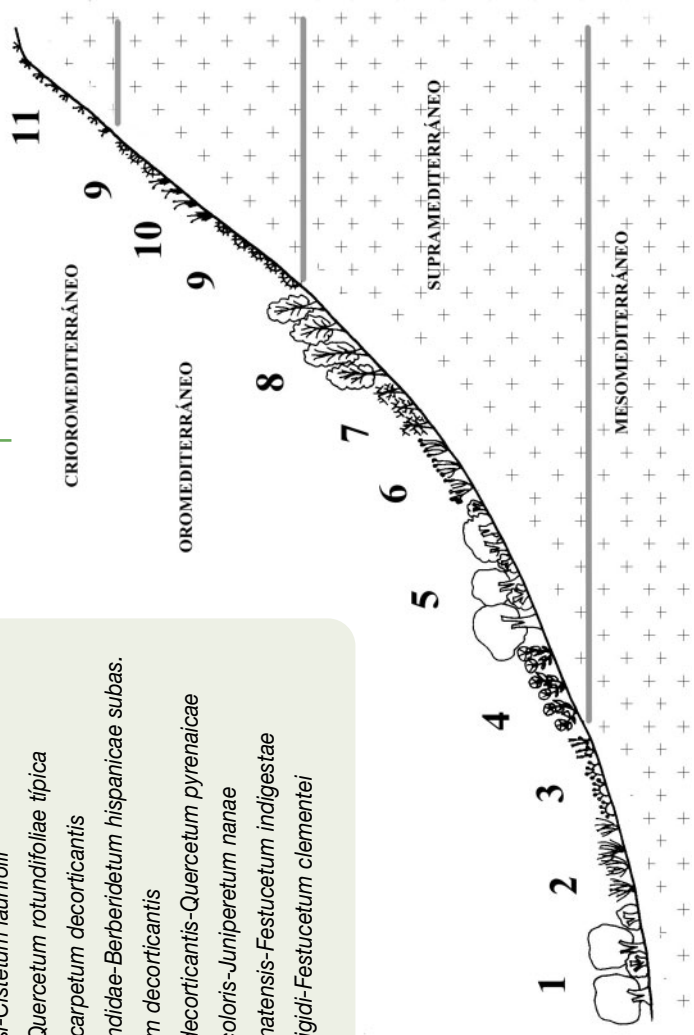 si-Cistetum laurifolii
Quercetum rotundifoliae típica
carpetum decorticantis
ndidae-Berberidetum hispanicae subas.
m decorticantis
decorticantis-Quercetum pyrenaicae
coloris-Juniperetum nanae
natensis-Festucetum indigestae
igidi-Festucetum clementei
11
CRIOROMEDITERRÁNEO
9
10
OROMEDITERRÁNEO
9
8
7
6
5
SUPRAMEDITERRÁNEO
4
3
2
1
MESOMEDITERRÁNEO